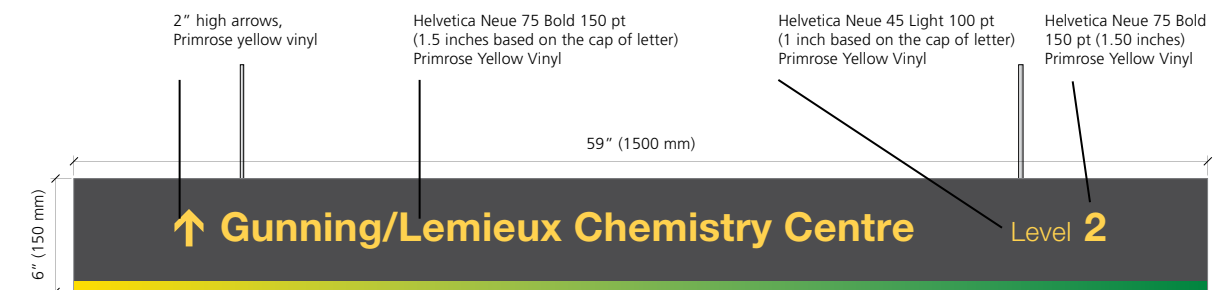 2” high arrows,
Primrose yellow vinyl
Helvetica Neue 75 Bold 150 pt
(1.5 inches based on the cap of letter)
Primrose Yellow Vinyl
Helvetica Neue 45 Light 100 pt
(1 inch based on the cap of letter)
Primrose Yellow Vinyl
Helvetica Neue 75 Bold
150 pt (1.50 inches)
Primrose Yellow Vinyl
59” (1500 mm)
6” (150 mm)
↑ Gunning/Lemieux Chemistry Centre Level 2